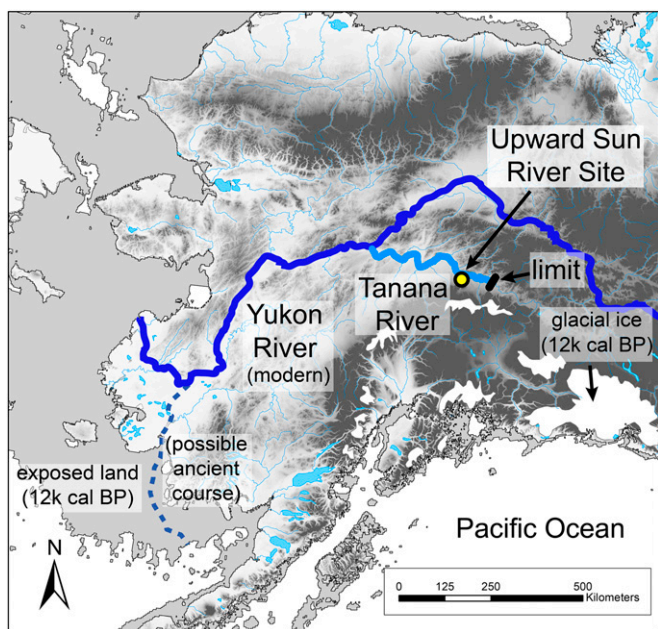 Upward Sun
River Site
limit
Tanana
River
glacial ice
(12k cal BP)
Yukon
River
(modern)
(possible
ancient
course)
exposed land
(12k cal BP)
Pacific Ocean
N
0 125 250 500
Kilometers